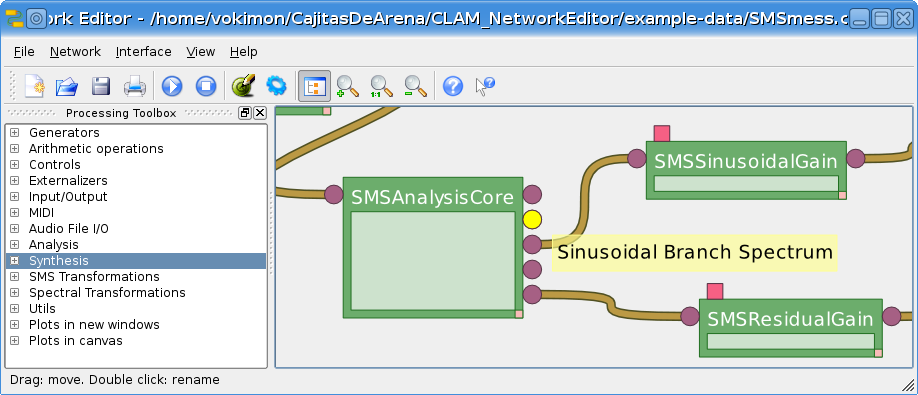 ork Editor - /home/vokimon/CajitasDeArena/CLAM_NetworkEditor/example-data/SMSmess.c
File Network Interface View Help
1:1
Processing Toolbox
Generators
Arithmetic operations
Controls
Externalizers
Input/Output
MIDI
Audio File I/O
Analysis
Synthesis
SMS Transformations
Spectral Transformations
Utils
Plots in new windows
Plots in canvas
SMSSinusoidalGain
SMSAnalysisCore
Sinusoidal Branch Spectrum
SMSResidualGain
Drag: move. Double click: rename